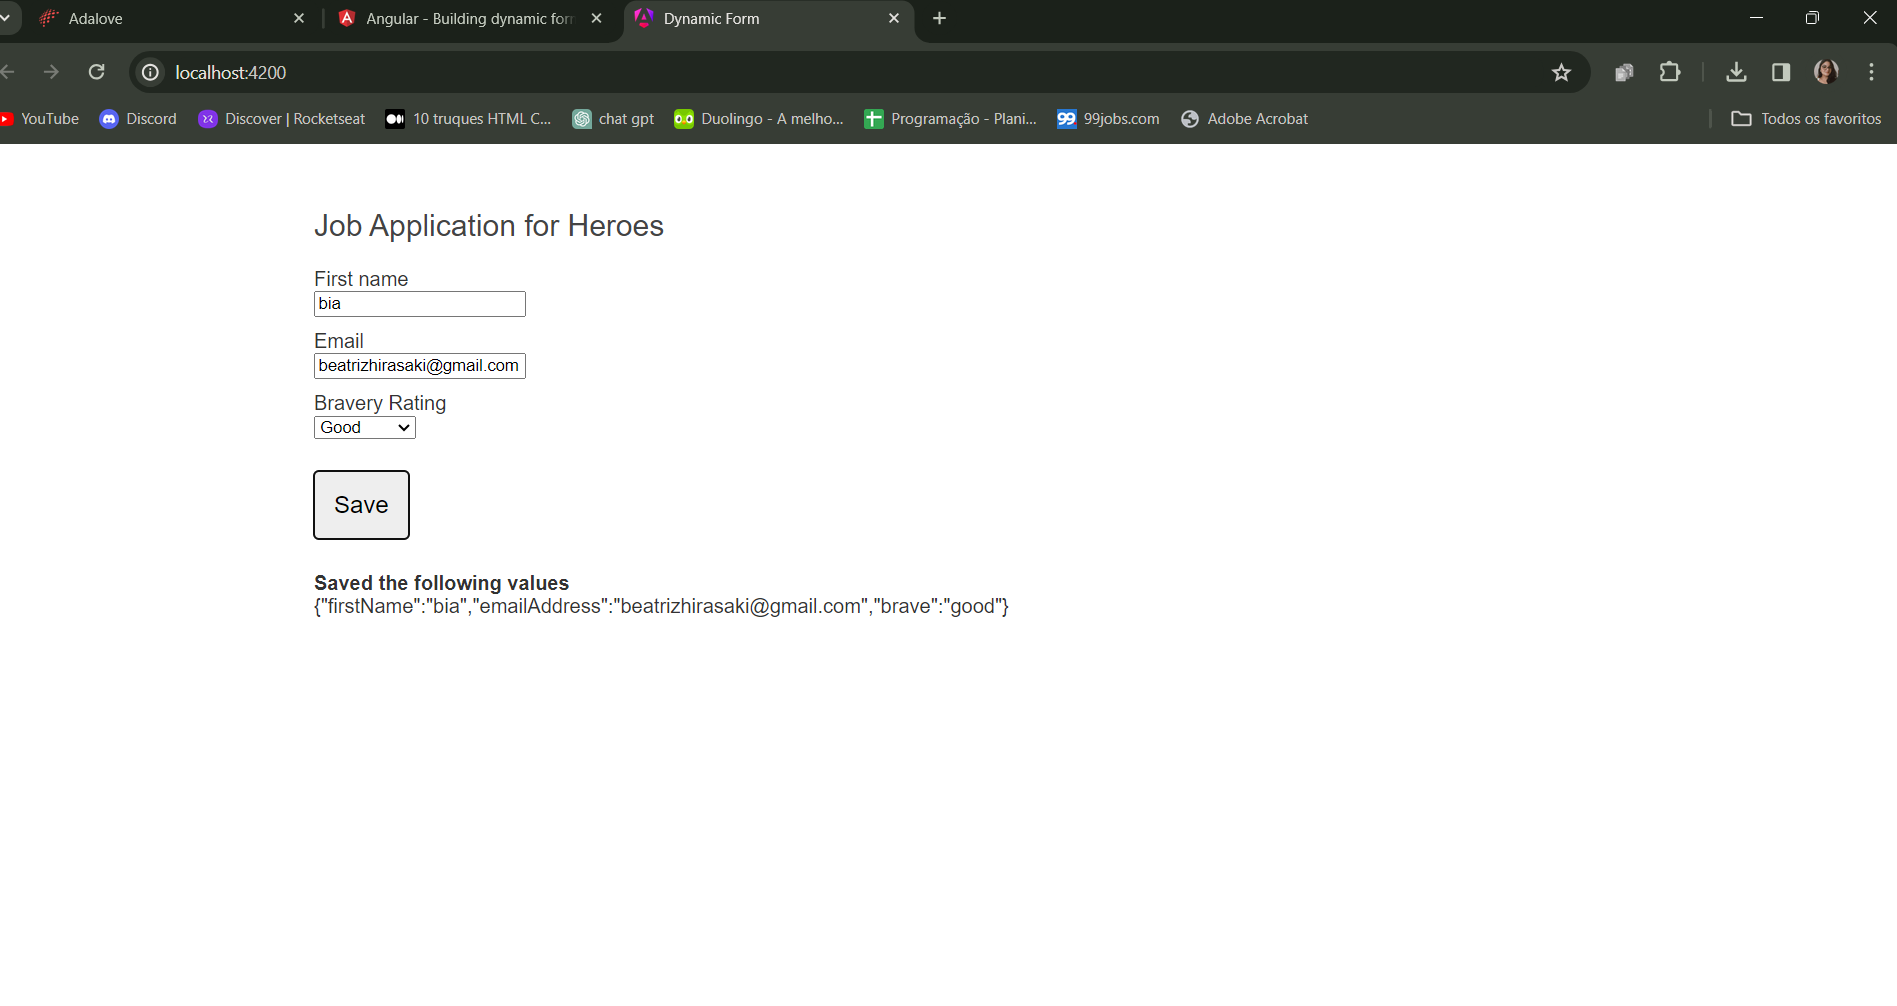 Adalove
Angular - Building dynamic for
Dynamic Form
localhost:4200
YouTube
Discord
Discover | Rocketseat
10 truques HTML C...
chat gpt
Duolingo - A melho...
Programação - Plani...
99
99jobs.com
Adobe Acrobat
Todos os favoritos
Job Application for Heroes
First name
bia
Email
beatrizhirasaki@gmail.com
Bravery Rating
Good
Save
Saved the following values
{"firstName":"bia","emailAddress":"beatrizhirasaki@gmail.com","brave":"good"}